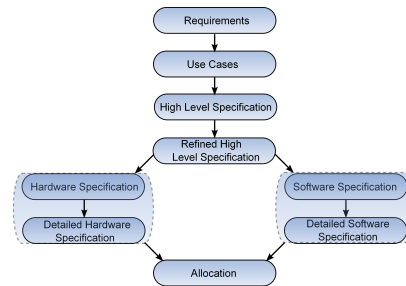 Requirements
Use Cases
High Level Specification
Refined High
Level Specification
Hardware Specification
Software Specification
Detailed Hardware
Specification
Detailed Software
Specification
Allocation